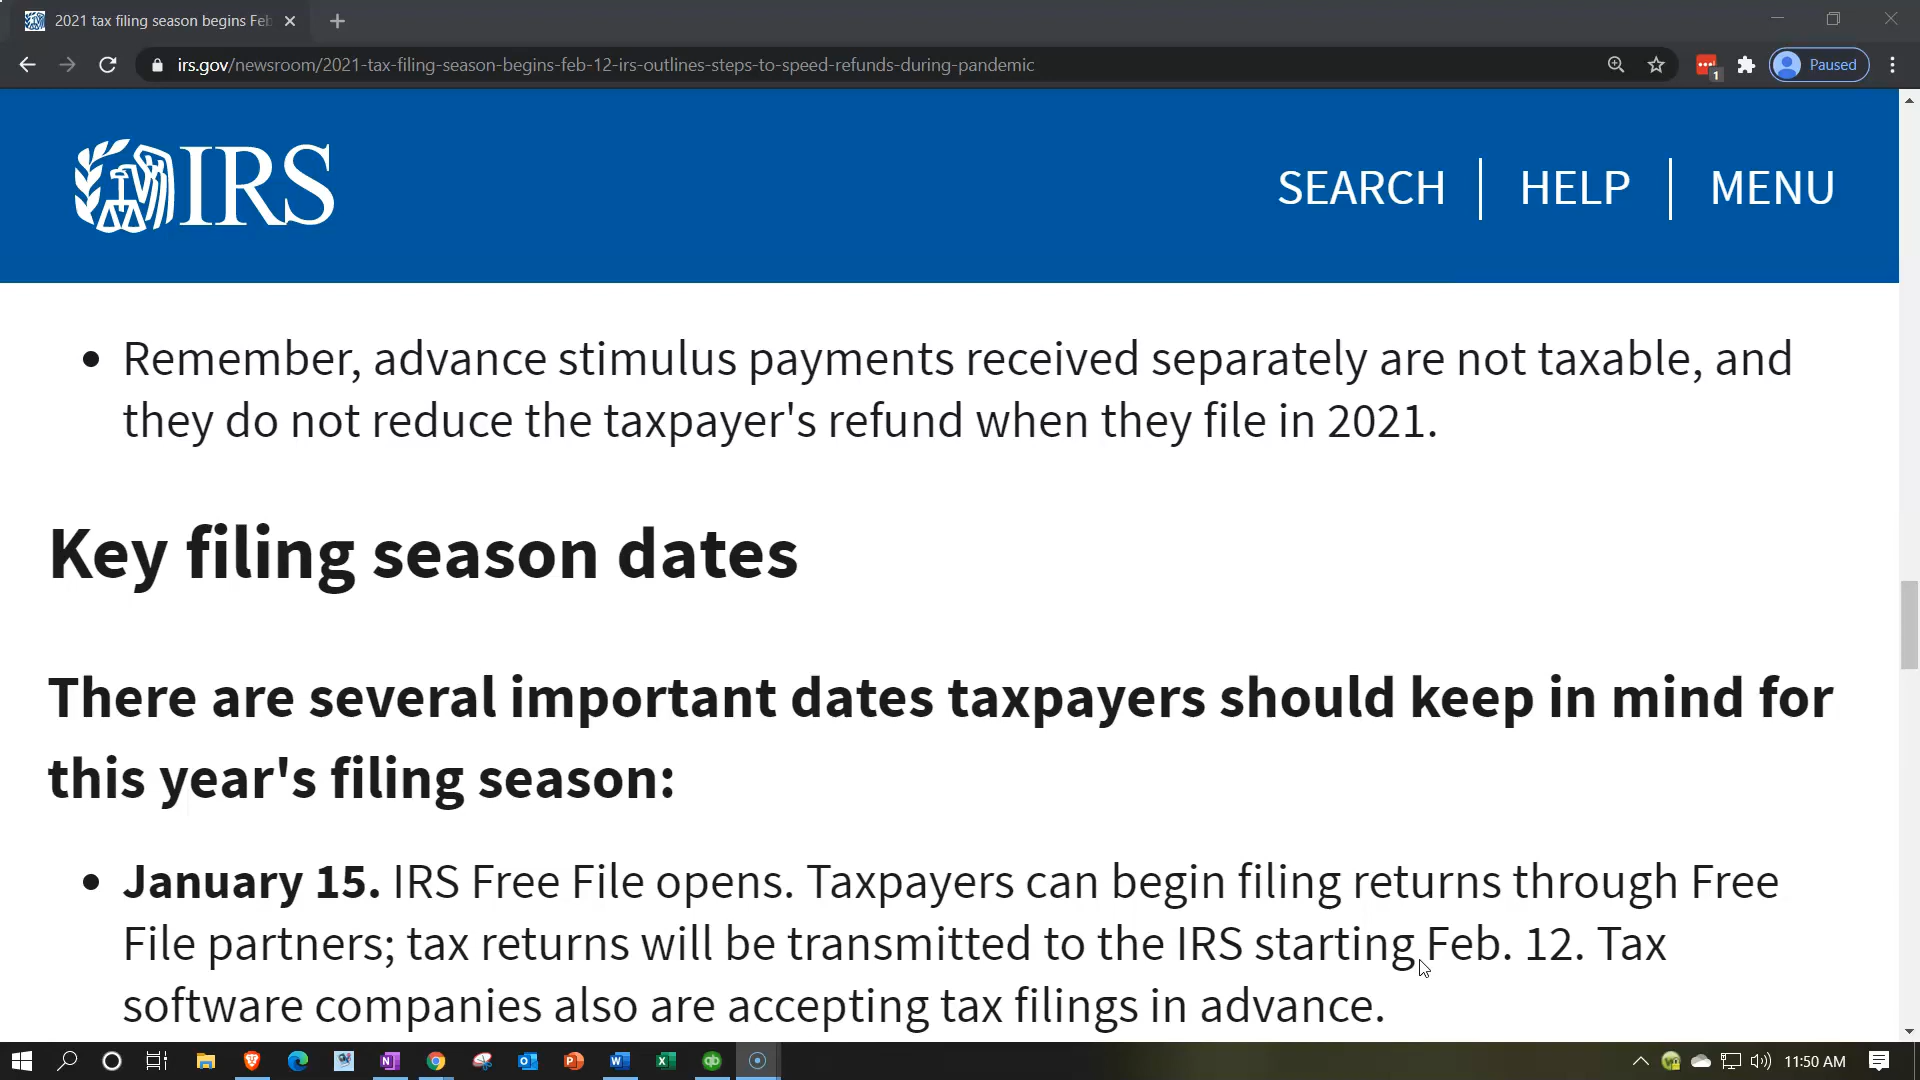 2021 tax filing season begins Feb
irs.gov/newsroom/2021-tax-filing-season-begins-feb-12-irs-outlines-steps-to-speed-refunds-during-pandemic
1
Paused
IRS
SEARCH
HELP
MENU
• Remember, advance stimulus payments received separately are not taxable, and
they do not reduce the taxpayer's refund when they file in 2021.
Key filing season dates
There are several important dates taxpayers should keep in mind for
this year's filing season:
• January 15. IRS Free File opens. Taxpayers can begin filing returns through Free
File partners; tax returns will be transmitted to the IRS starting Feb. 12. Tax
software companies also are accepting tax filings in advance.
11:50 AM